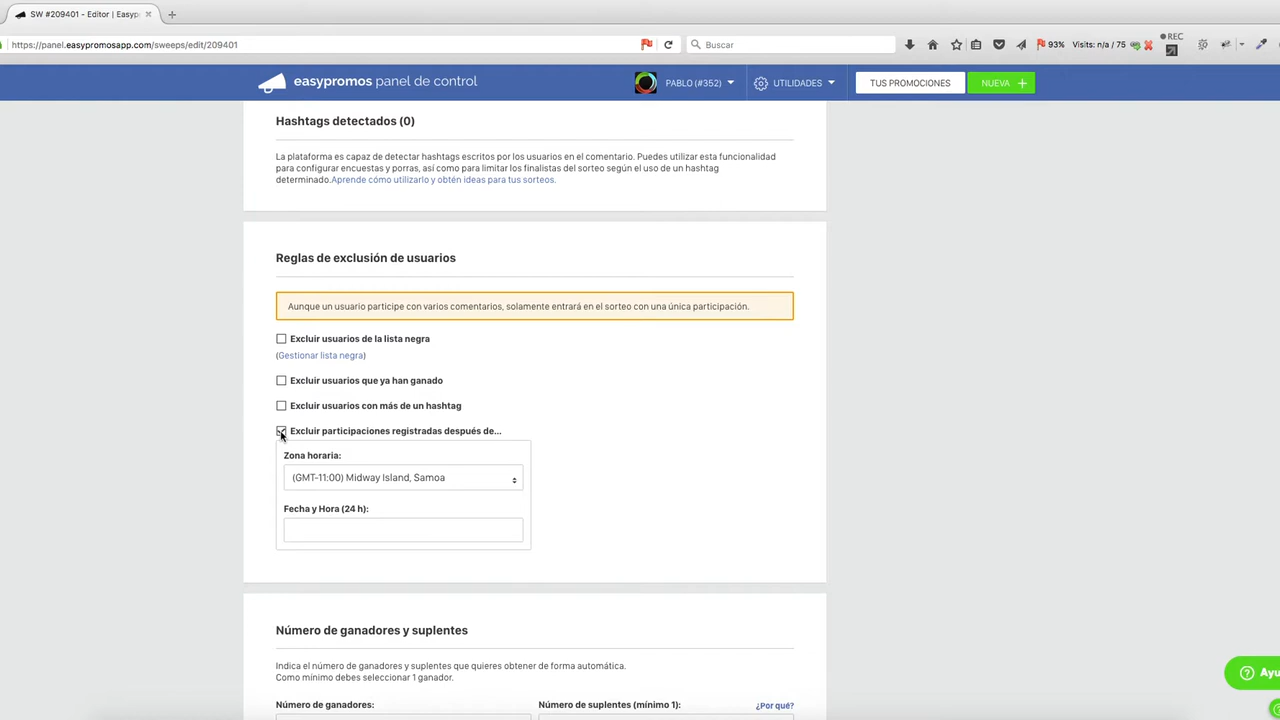 SW #209401 - Editor | Easyp
https://panel.easypromosapp.com/sweeps/edit/209401
Buscar
93%
Visits: n/a / 75
REC
easypromos panel de control
PABLO (#352)
UTILIDADES
TUS PROMOCIONES
NUEVA +
Hashtags detectados (0)
La plataforma es capaz de detectar hashtags escritos por los usuarios en el comentario. Puedes utilizar esta funcionalidad
para configurar encuestas y porras, así como para limitar los finalistas del sorteo según el uso de un hashtag
determinado.Aprende cómo utilizarlo y obtén ideas para tus sorteos.
Reglas de exclusión de usuarios
Aunque un usuario participe con varios comentarios, solamente entrará en el sorteo con una única participación.
Excluir usuarios de la lista negra
(Gestionar lista negra)
Excluir usuarios que ya han ganado
Excluir usuarios con más de un hashtag
Excluir participaciones registradas después de...
Zona horaria:
(GMT-11:00) Midway Island, Samoa
Fecha y Hora (24 h):
Número de ganadores y suplentes
Indica el número de ganadores y suplentes que quieres obtener de forma automática.
Como mínimo debes seleccionar 1 ganador.
Número de ganadores:
Número de suplentes (mínimo 1):
¿Por qué?
Ayu